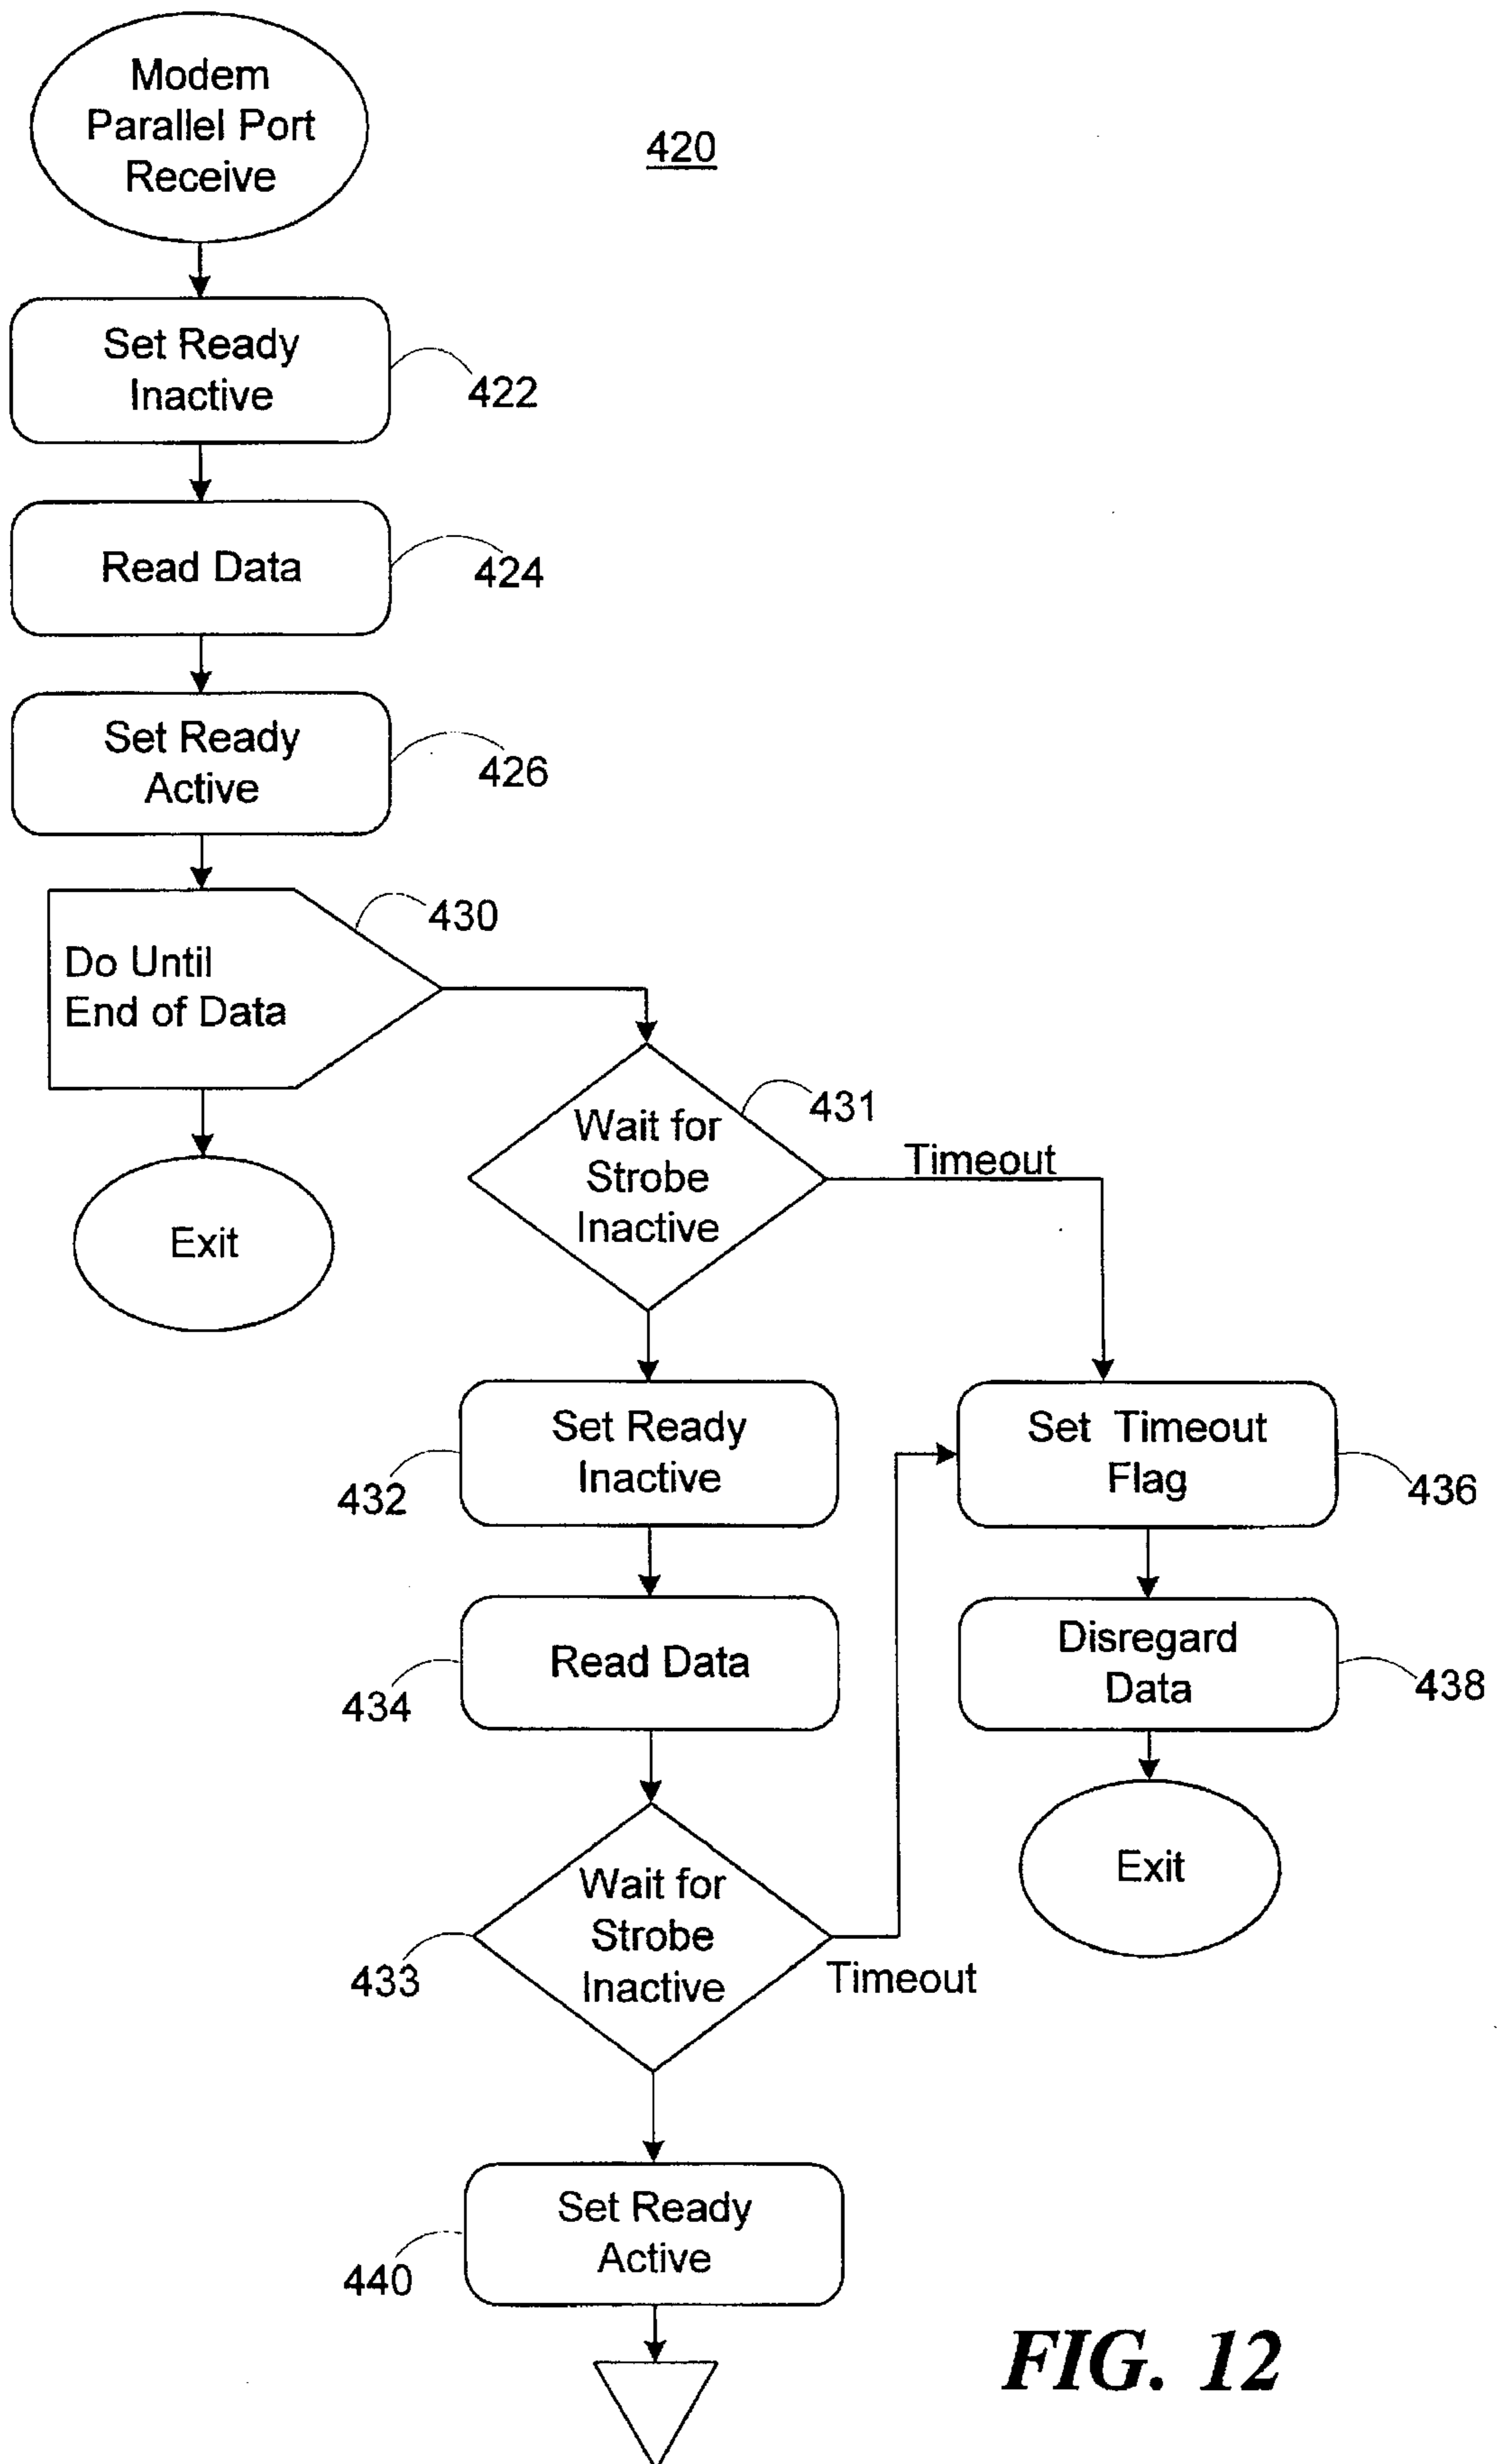 Modem
Parallel Port
Receive
420
Set Ready
Inactive
422
Read Data
424
Set Ready
Active
426
Do Until
End of Data
430
Exit
Wait for
Strobe
Inactive
431
Timeout
Set Ready
Inactive
432
Set Timeout
Flag
436
Read Data
434
Disregard
Data
438
Exit
Wait for
Strobe
Inactive
433
Timeout
Set Ready
Active
440
FIG. 12